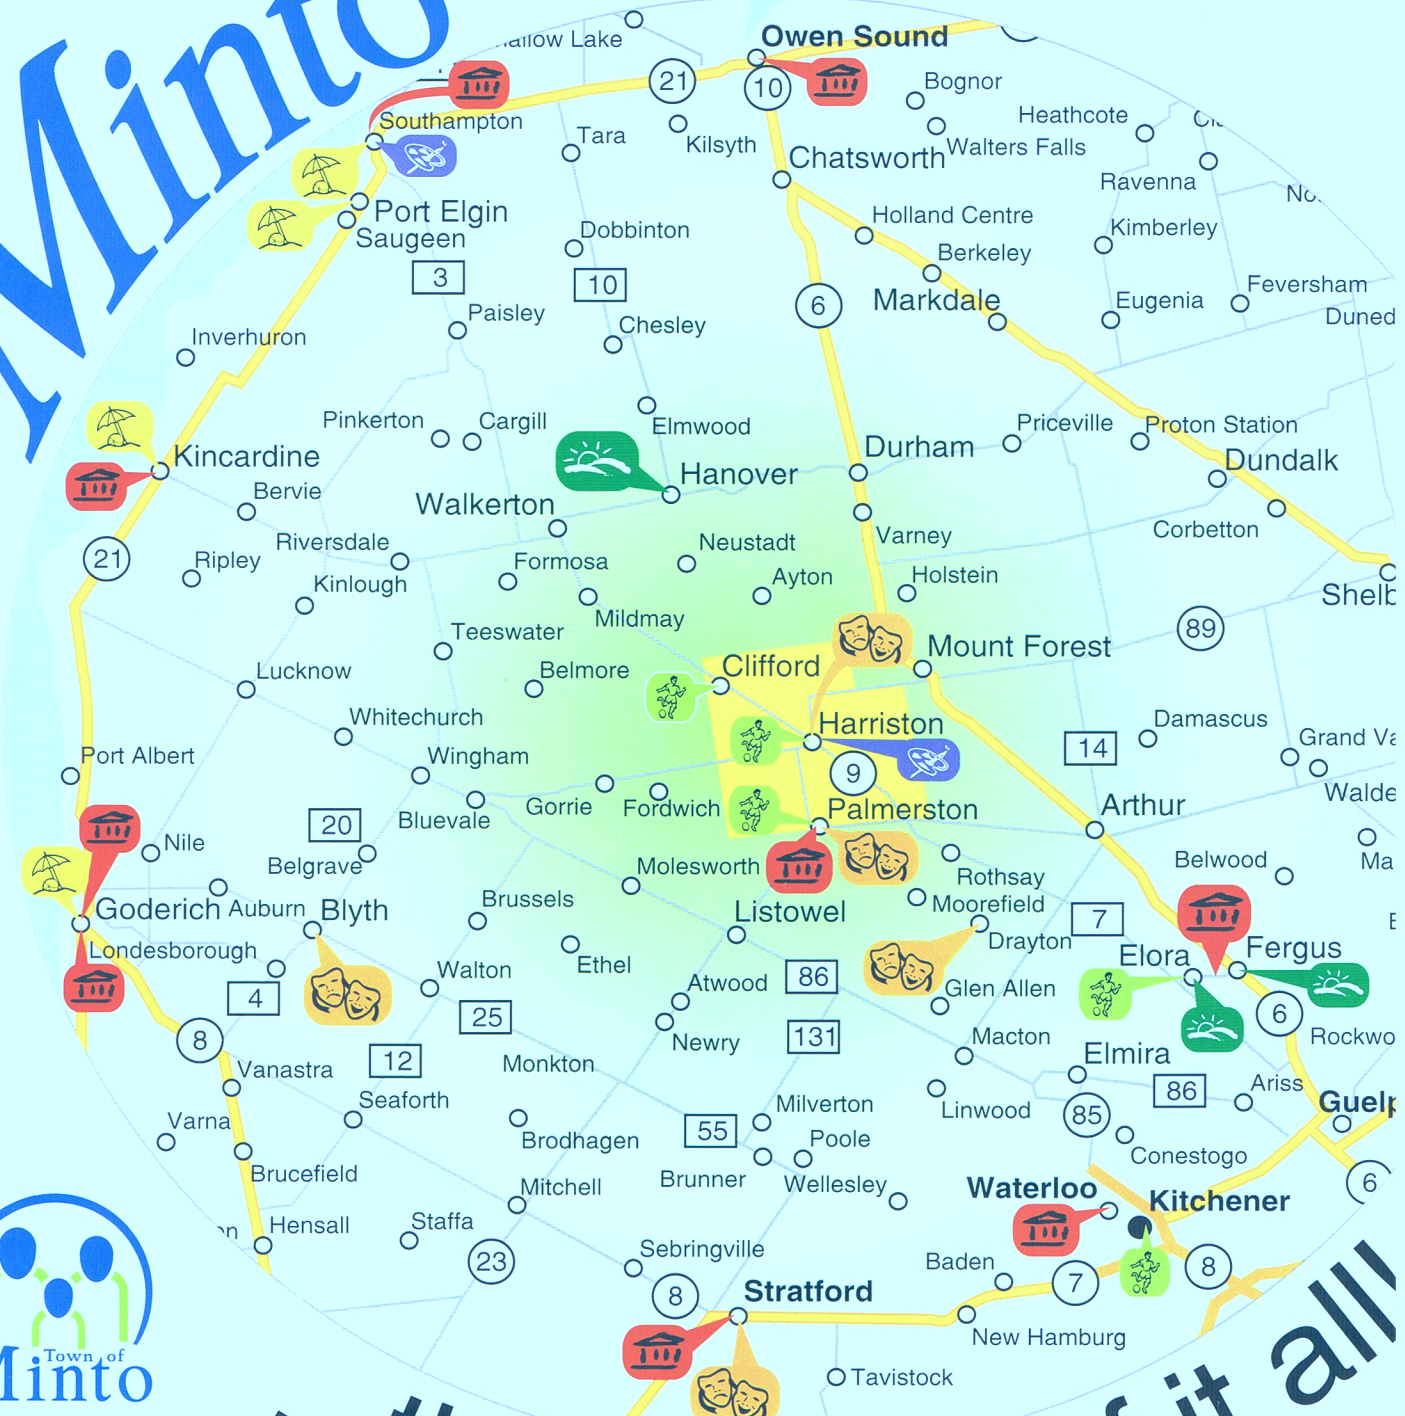 Minto
Owen Sound
Lake
21
10
Bognor
Heathcote
Southampton
Tara
Kilsyth
Walters Falls
Chatsworth
Ravenna
Port Elgin
Saugeen
Dobbinton
Holland Centre
Kimberley
3
10
Berkeley
6
Markdale
Eugenia
Feversham
Paisley
Chesley
Inverhuron
Pinkerton
Cargill
Elmwood
Priceville
Proton Station
Kincardine
Hanover
Durham
Dundalk
Bervie
Walkerton
Corbetton
21
Riversdale
Varney
Ripley
Formosa
Neustadt
Kinlough
Ayton
Holstein
Mildmay
89
Teeswater
Mount Forest
Lucknow
Belmore
Clifford
Whitechurch
Harriston
Damascus
Port Albert
Wingham
14
9
Gorrie
Fordwich
Palmerston
Arthur
Bluevale
20
Nile
Belgrave
Molesworth
Belwood
Rothsay
Goderich
Auburn
Blyth
Brussels
Listowel
Moorefield
7
Londesborough
Drayton
Elora
Fergus
Walton
Ethel
Atwood
86
Glen Allen
4
25
6
8
Newry
131
Macton
Rockwo
12
Monkton
Elmira
Vanastra
86
Ariss
Seaforth
Milverton
Linwood
85
Guelp
Varna
Brodhagen
55
Poole
Conestogo
Brucefield
Mitchell
Brunner
Wellesley
Waterloo
Kitchener
6
Hensall
Staffa
23
Sebringville
Baden
8
7
8
Stratford
New Hamburg
Tavistock
Town of
Minto
it all!